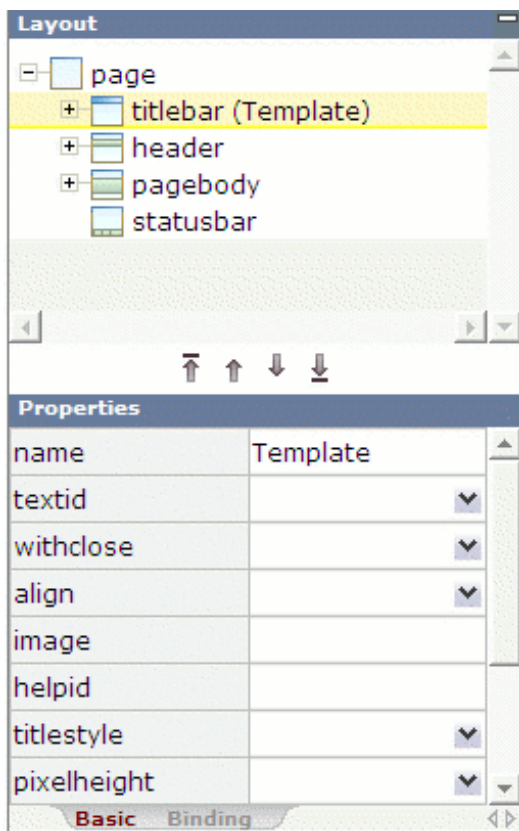 Layout
page
titlebar (Template)
header
pagebody
statusbar
Properties
name Template
textid
withclose
align
image
helpid
titlestyle
pixelheight
Basic Binding